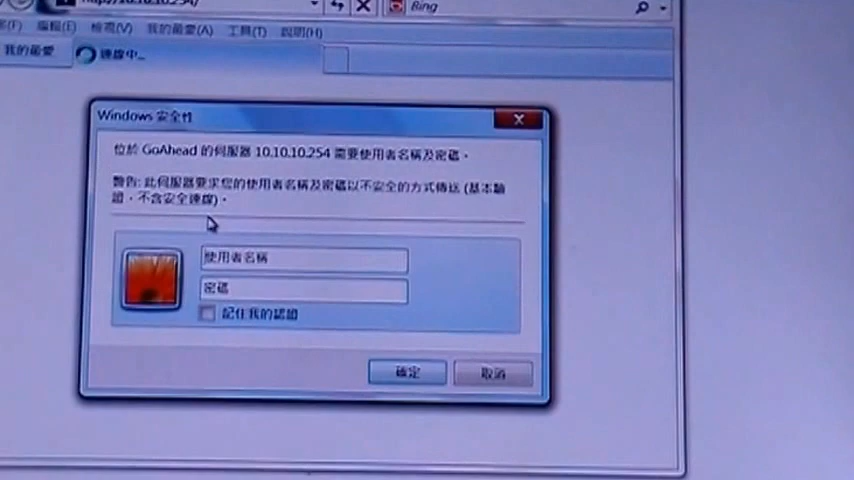 http://10.10.10.254/
Bing
編輯(E) 檢視(V) 我的最愛(A) 工具(T) 說明(H)
我的最愛
連線中...
Windows 安全性
位於 GoAhead 的伺服器 10.10.10.254 需要使用者名稱及密碼。
警告: 此伺服器要求您的使用者名稱及密碼以不安全的方式傳送 (基本驗
證，不含安全連線)。
使用者名稱
密碼
記住我的認證
確定
取消